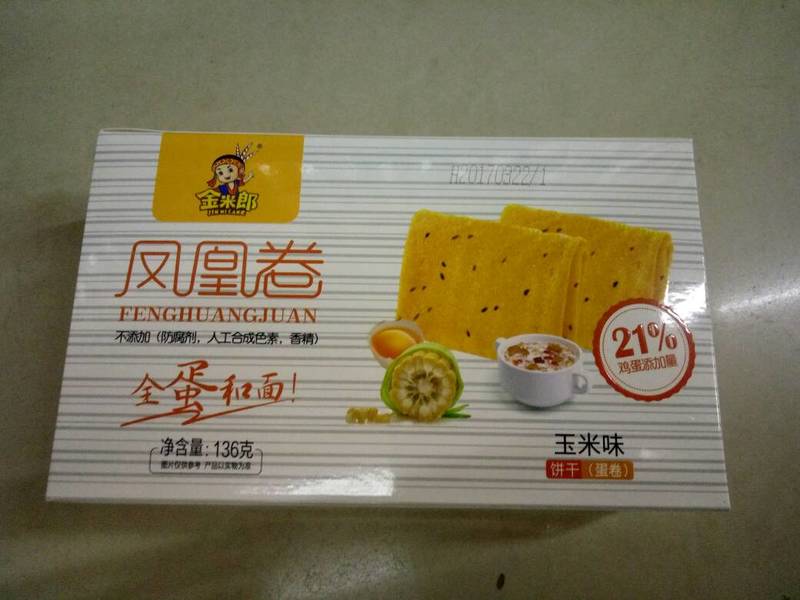 金米郎
JINMILANG
A20170322/1
凤凰卷
FENGHUANGJUAN
不添加（防腐剂，人工合成色素，香精）
全蛋和面！
21%
鸡蛋添加量
净含量：136克
图片仅供参考 产品以实物为准
玉米味
饼干（蛋卷）